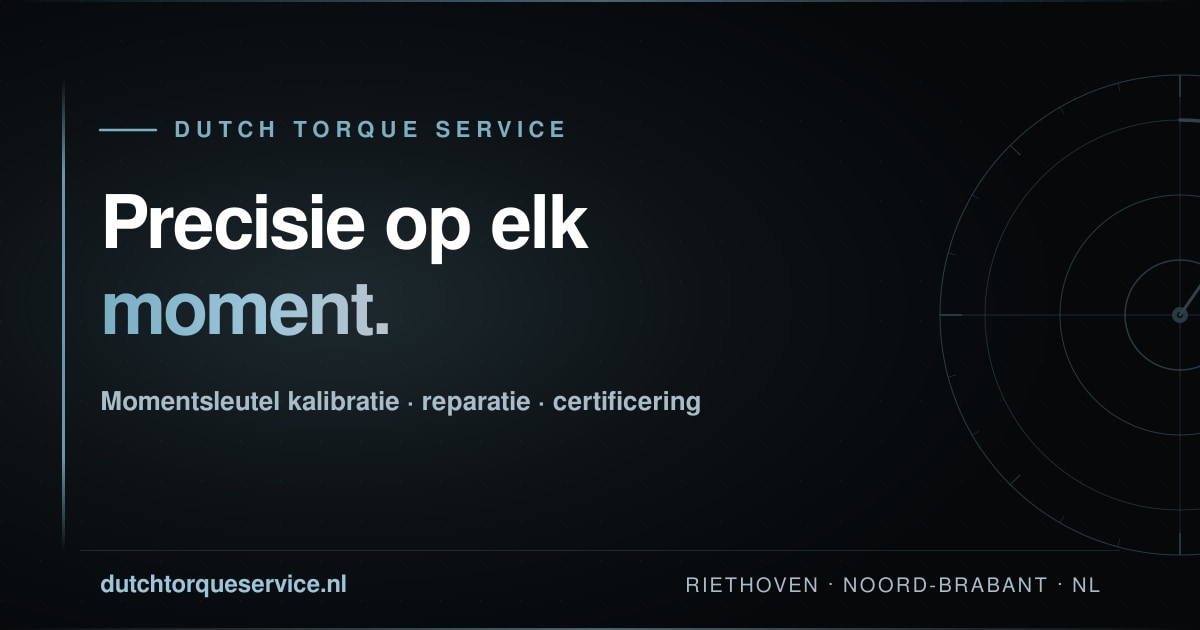 DUTCH TORQUE SERVICE
Precisie op elk
moment.
Momentsleutel kalibratie · reparatie · certificering
dutchtorqueservice.nl
RIETHOVEN · NOORD-BRABANT · NL